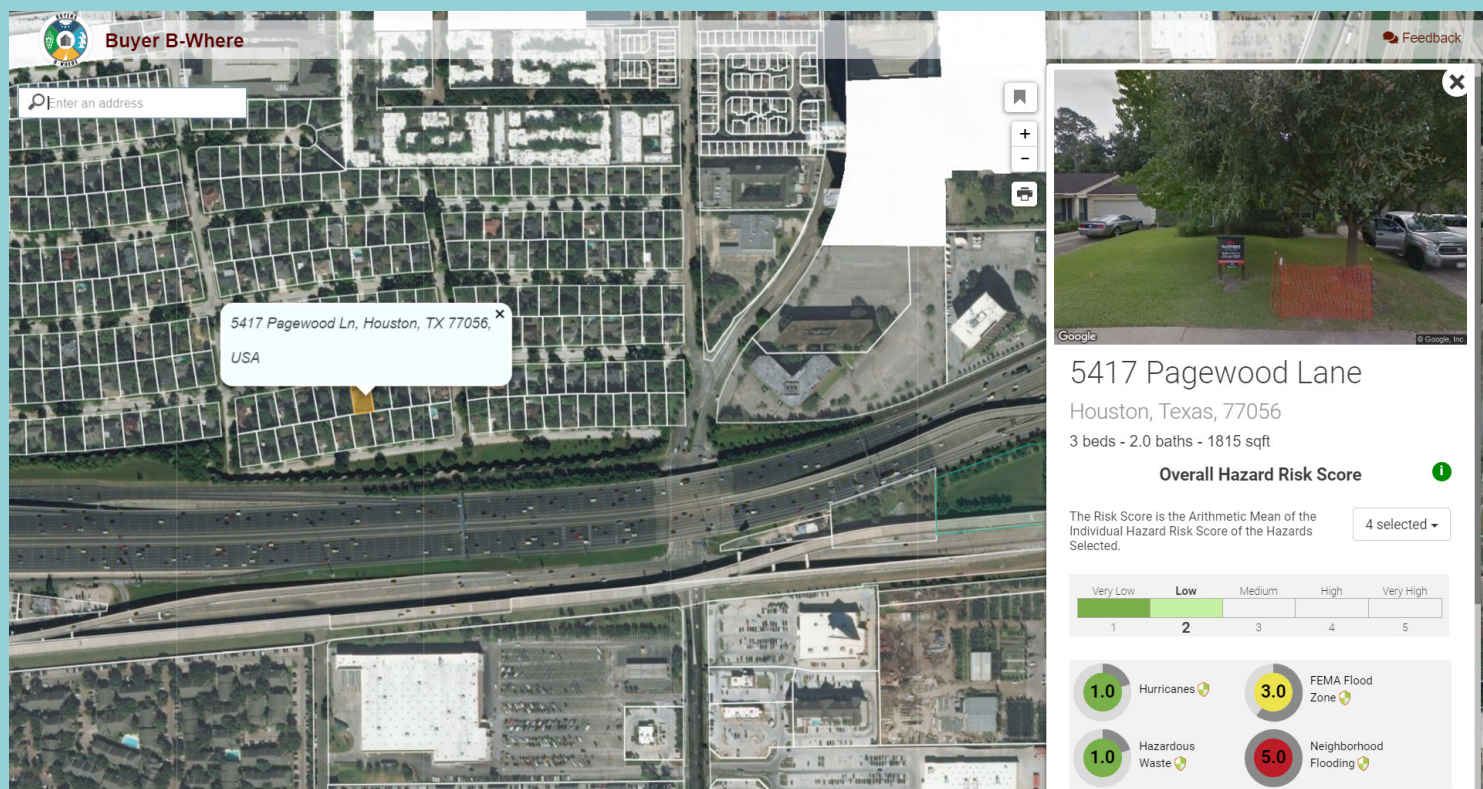 BUYERS
B-WHERE
Buyer B-Where
Feedback
Enter an address
+
-
5417 Pagewood Ln, Houston, TX 77056,
USA
Google
© Google, Inc.
5417 Pagewood Lane
Houston, Texas, 77056
3 beds - 2.0 baths - 1815 sqft
Overall Hazard Risk Score
i
The Risk Score is the Arithmetic Mean of the
Individual Hazard Risk Score of the Hazards
Selected.
4 selected
Very Low Low Medium High Very High
1 2 3 4 5
1.0 Hurricanes
3.0 FEMA Flood
Zone
1.0 Hazardous
Waste
5.0 Neighborhood
Flooding